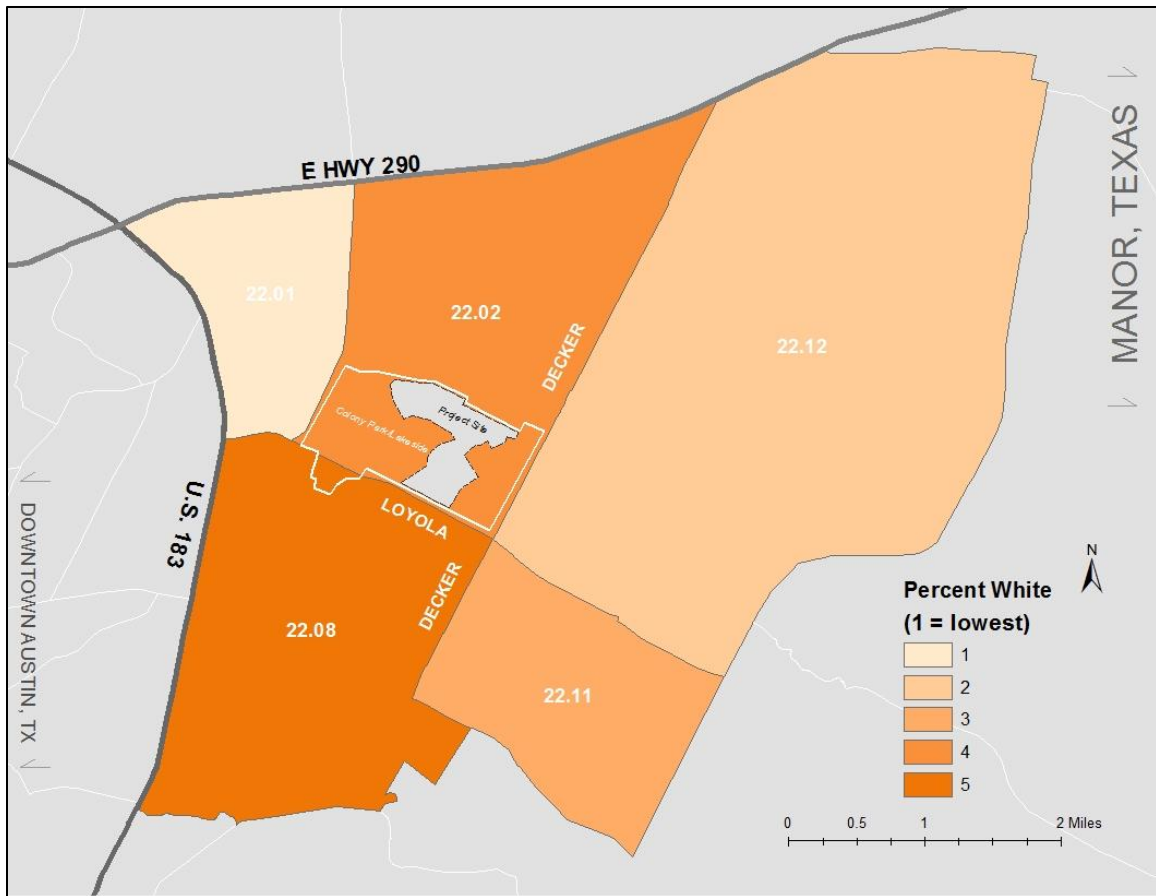 E HWY 290
MANOR, TEXAS
22.01
22.02
22.12
DECKER
Project Site
Colony Park/Lakeside
U.S. 183
LOYOLA
DOWNTOWN AUSTIN, TX
DECKER
22.08
22.11
N
Percent White
(1 = lowest)
1
2
3
4
5
0 0.5 1 2 Miles